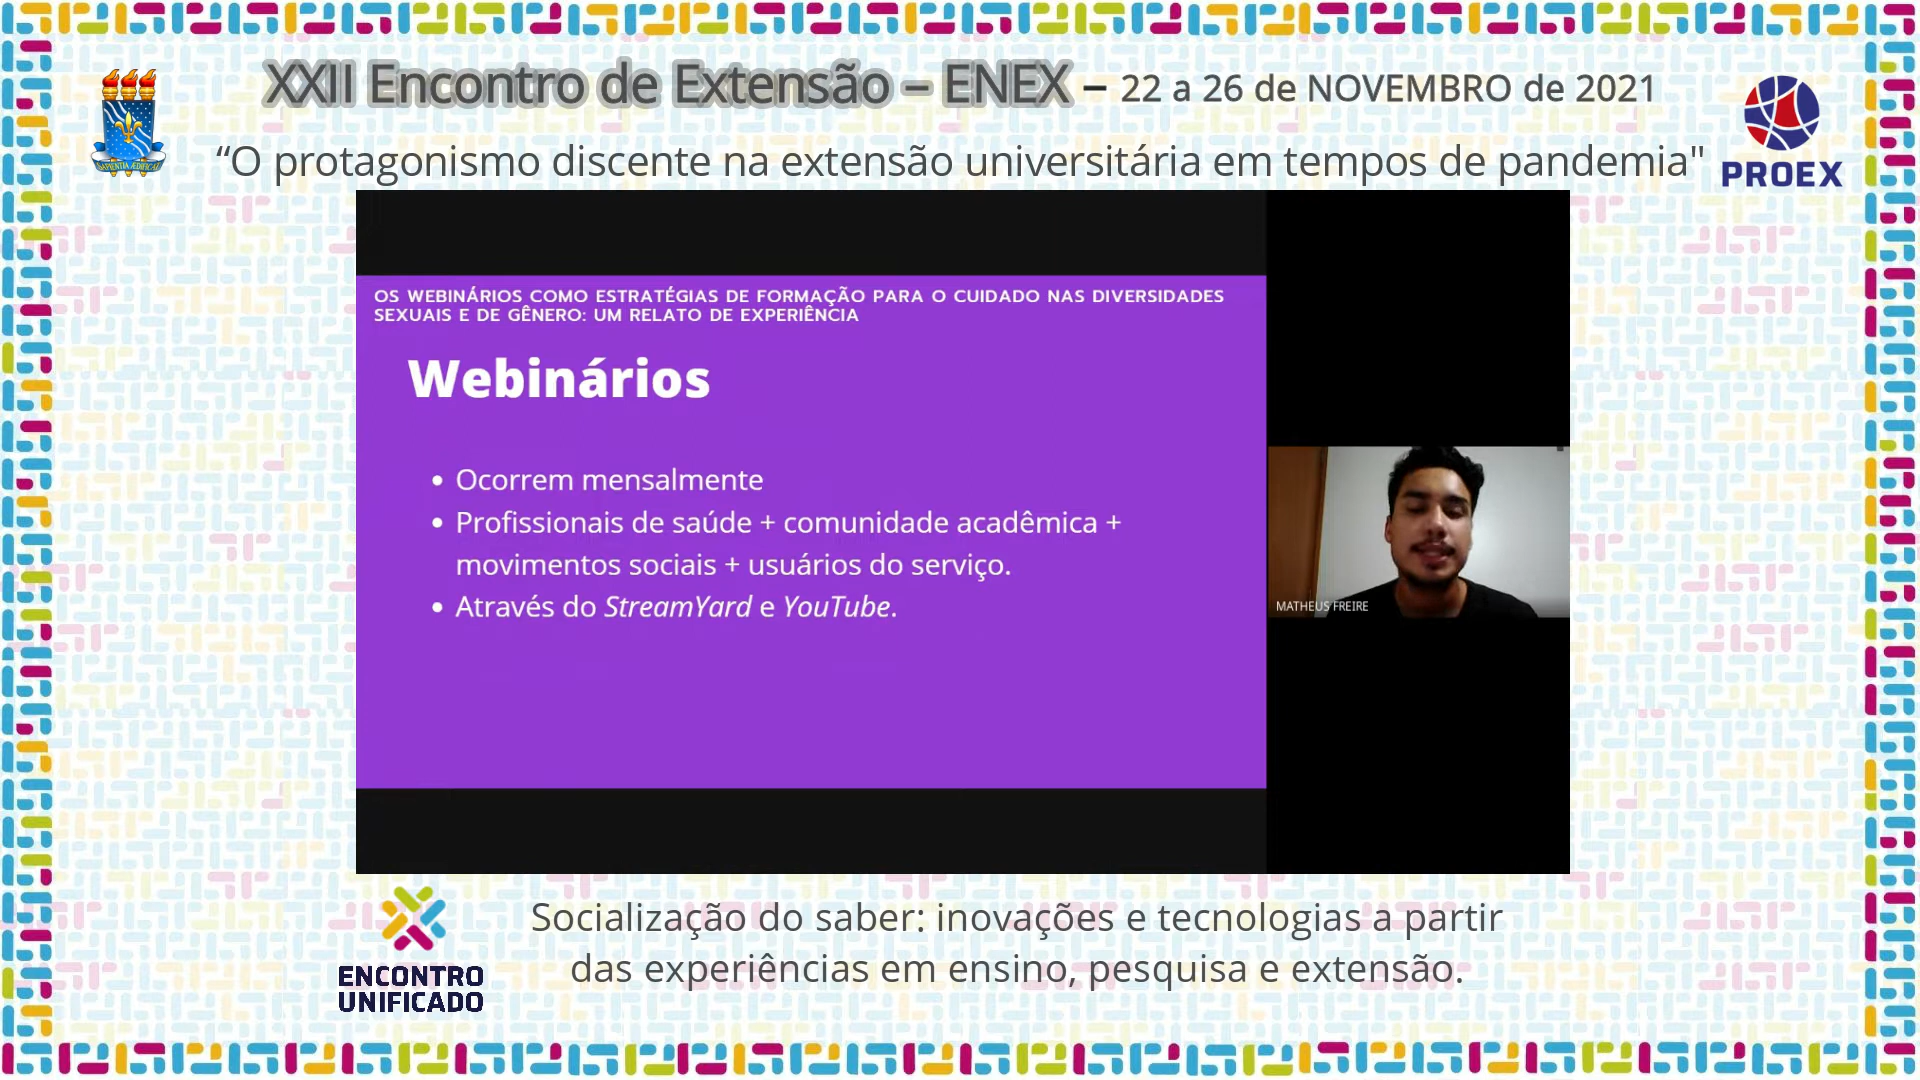 XXII Encontro de Extensão – ENEX – 22 a 26 de NOVEMBRO de 2021
“O protagonismo discente na extensão universitária em tempos de pandemia"
PROEX
OS WEBINÁRIOS COMO ESTRATÉGIAS DE FORMAÇÃO PARA O CUIDADO NAS DIVERSIDADES
SEXUAIS E DE GÊNERO: UM RELATO DE EXPERIÊNCIA
Webinários
• Ocorrem mensalmente
• Profissionais de saúde + comunidade acadêmica +
movimentos sociais + usuários do serviço.
• Através do StreamYard e YouTube.
MATHEUS FREIRE
ENCONTRO
UNIFICADO
Socialização do saber: inovações e tecnologias a partir
das experiências em ensino, pesquisa e extensão.